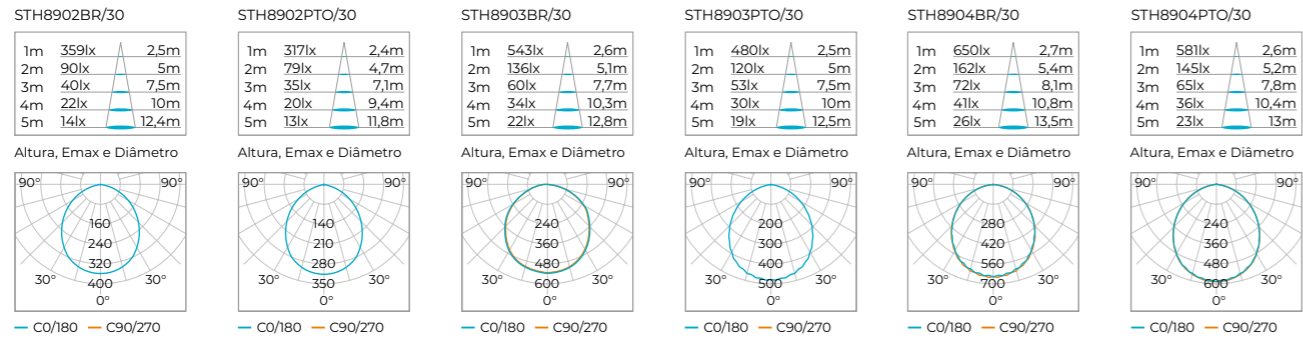 STH8902BR/30
1m 359lx 2,5m
2m 90lx 5m
3m 40lx 7,5m
4m 22lx 10m
5m 14lx 12,4m
Altura, Emax e Diâmetro
90° 90°
160
240
320
30° 400 30°
0°
C0/180 C90/270
STH8902PTO/30
1m 317lx 2,4m
2m 79lx 4,7m
3m 35lx 7,1m
4m 20lx 9,4m
5m 13lx 11,8m
Altura, Emax e Diâmetro
90° 90°
140
210
280
30° 350 30°
0°
C0/180 C90/270
STH8903BR/30
1m 543lx 2,6m
2m 136lx 5,1m
3m 60lx 7,7m
4m 34lx 10,3m
5m 22lx 12,8m
Altura, Emax e Diâmetro
90° 90°
240
360
480
30° 600 30°
0°
C0/180 C90/270
STH8903PTO/30
1m 480lx 2,5m
2m 120lx 5m
3m 53lx 7,5m
4m 30lx 10m
5m 19lx 12,5m
Altura, Emax e Diâmetro
90° 90°
200
300
400
30° 500 30°
0°
C0/180 C90/270
STH8904BR/30
1m 650lx 2,7m
2m 162lx 5,4m
3m 72lx 8,1m
4m 41lx 10,8m
5m 26lx 13,5m
Altura, Emax e Diâmetro
90° 90°
280
420
560
30° 700 30°
0°
C0/180 C90/270
STH8904PTO/30
1m 581lx 2,6m
2m 145lx 5,2m
3m 65lx 7,8m
4m 36lx 10,4m
5m 23lx 13m
Altura, Emax e Diâmetro
90° 90°
240
360
480
30° 600 30°
0°
C0/180 C90/270